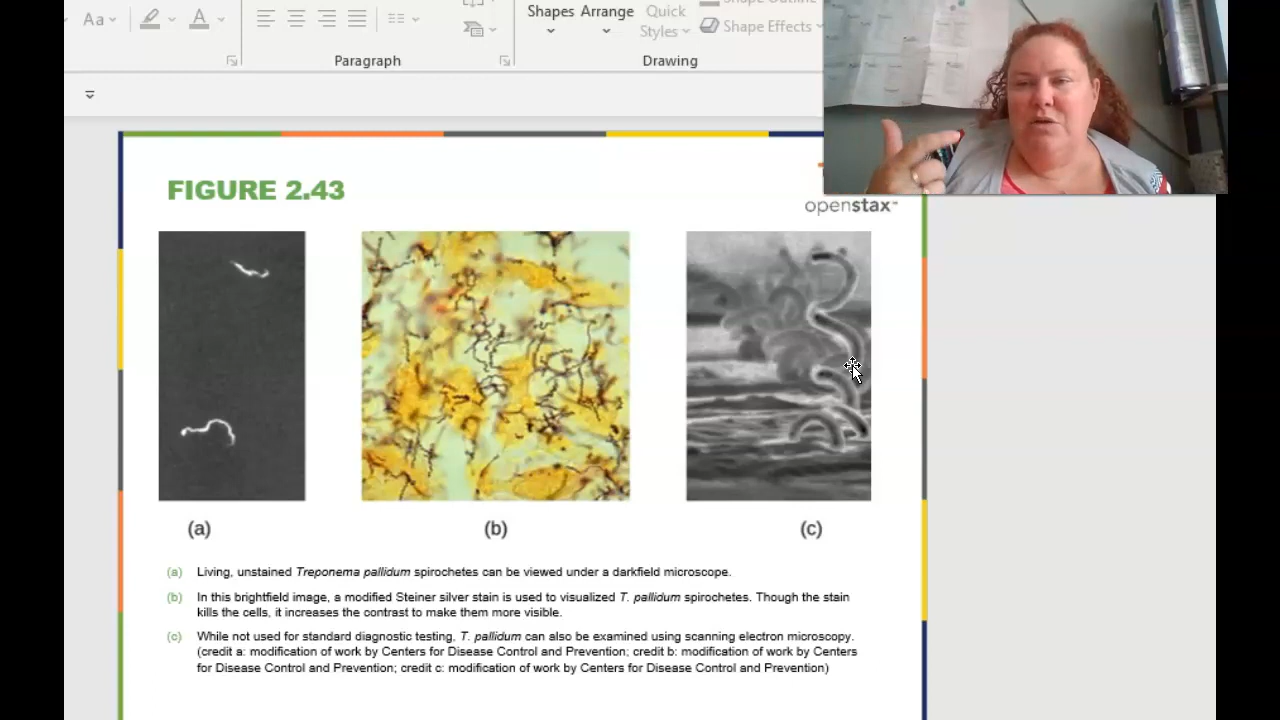 Aa
Shapes Arrange Quick Styles
Shape Outline
Shape Effects
Paragraph
Drawing
FIGURE 2.43
openstax™
(a)
(b)
(c)
(a) Living, unstained Treponema pallidum spirochetes can be viewed under a darkfield microscope.
(b) In this brightfield image, a modified Steiner silver stain is used to visualized T. pallidum spirochetes. Though the stain
kills the cells, it increases the contrast to make them more visible.
(c) While not used for standard diagnostic testing, T. pallidum can also be examined using scanning electron microscopy.
(credit a: modification of work by Centers for Disease Control and Prevention; credit b: modification of work by Centers
for Disease Control and Prevention; credit c: modification of work by Centers for Disease Control and Prevention)